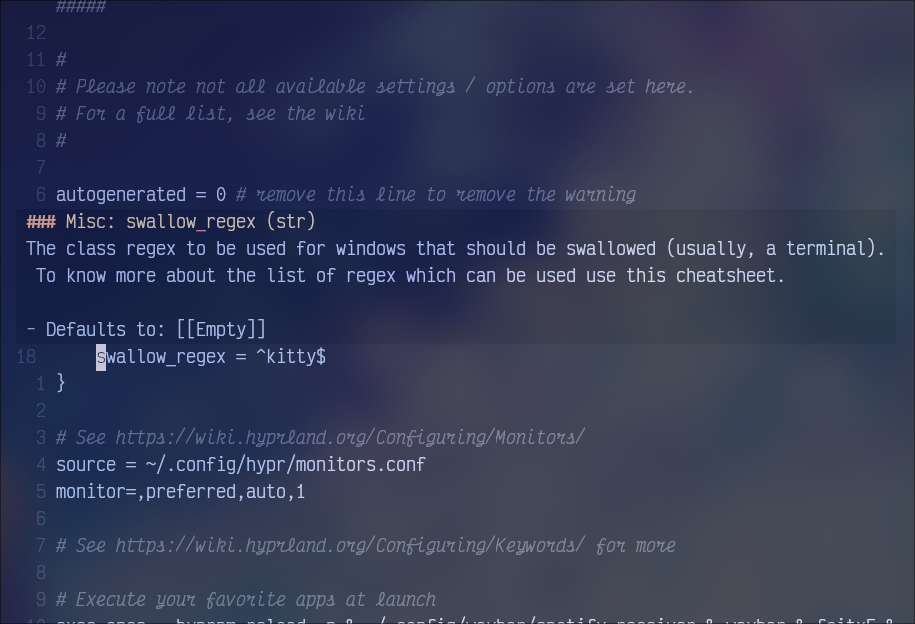 #####
12
11 #
10 # Please note not all available settings / options are set here.
9 # For a full list, see the wiki
8 #
7
6 autogenerated = 0 # remove this line to remove the warning
### Misc: swallow_regex (str)
The class regex to be used for windows that should be swallowed (usually, a terminal).
To know more about the list of regex which can be used use this cheatsheet.
- Defaults to: [[Empty]]
18 swallow_regex = ^kitty$
1 }
2
3 # See https://wiki.hyprland.org/Configuring/Monitors/
4 source = ~/.config/hypr/monitors.conf
5 monitor=,preferred,auto,1
6
7 # See https://wiki.hyprland.org/Configuring/Keywords/ for more
8
9 # Execute your favorite apps at launch